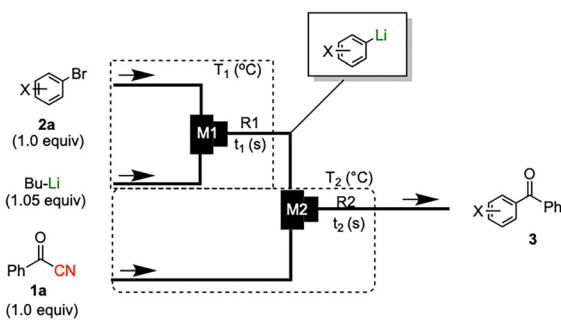 Li
X
T₁ (ºC)
Br
X
2a
(1.0 equiv)
M1
R1
t₁ (s)
Bu-Li
(1.05 equiv)
T₂ (°C)
M2
R2
t₂ (s)
O
X
Ph
3
O
Ph
CN
1a
(1.0 equiv)